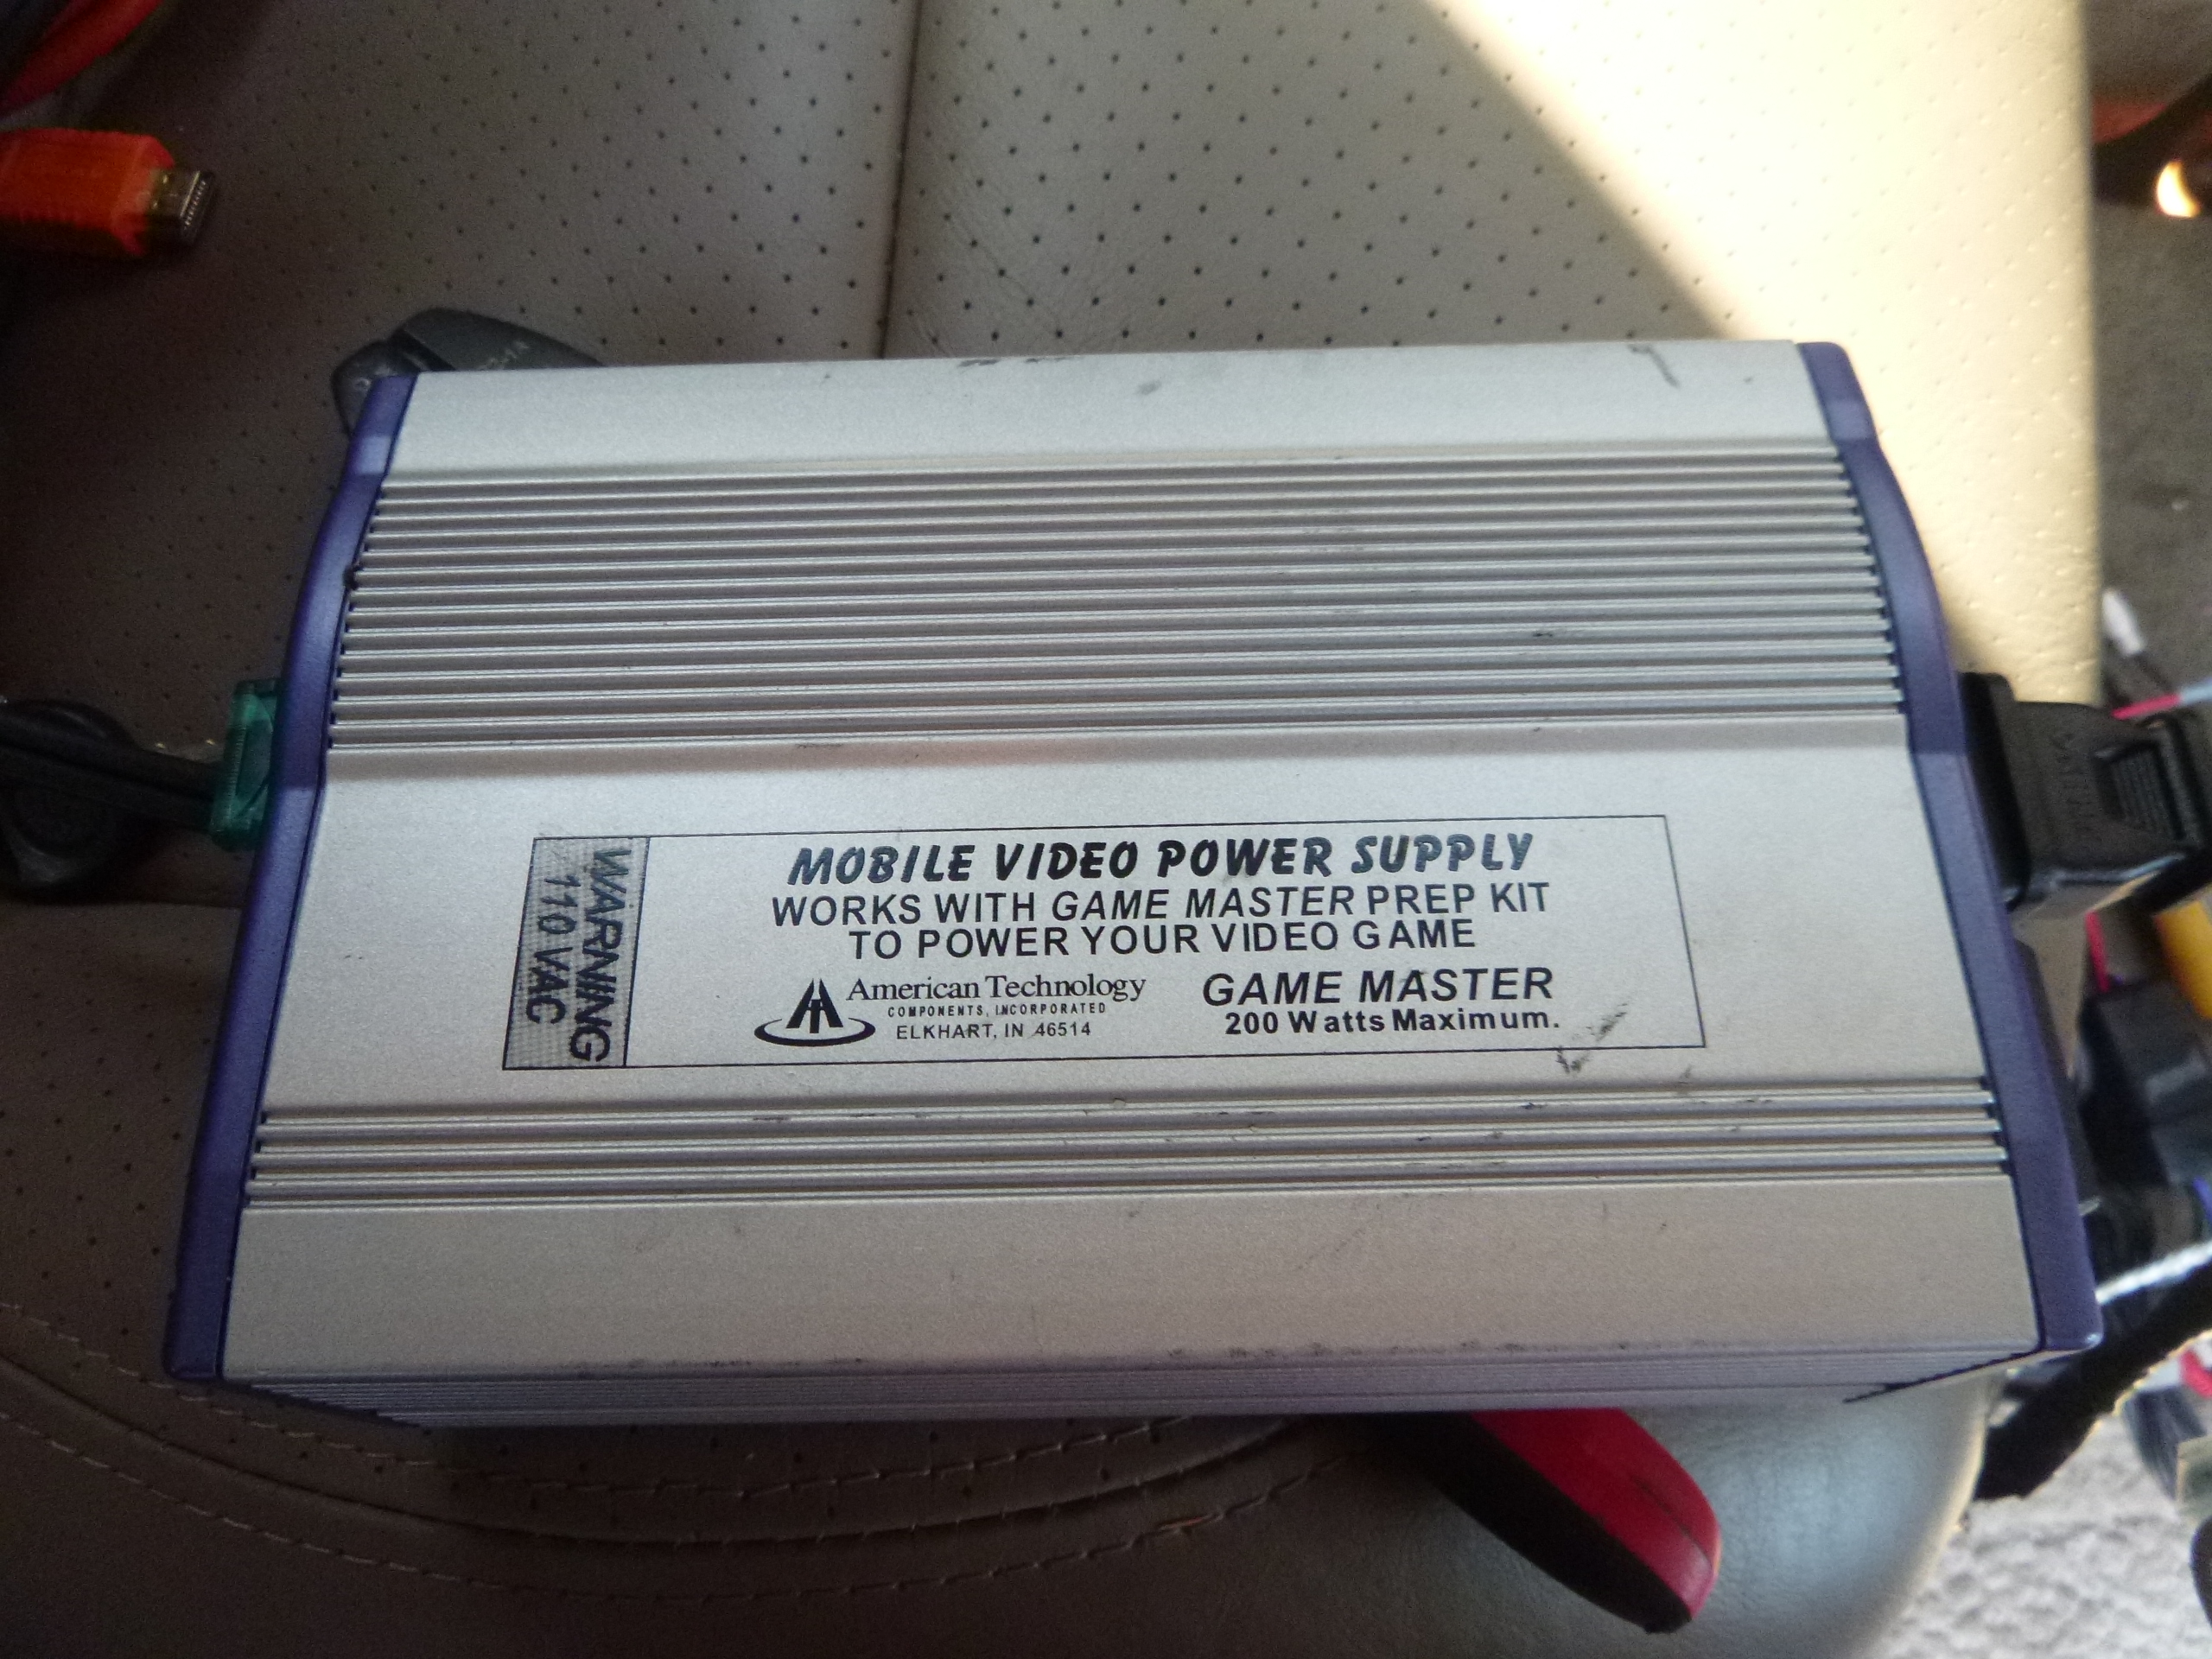 WARNING
110 VAC
MOBILE VIDEO POWER SUPPLY
WORKS WITH GAME MASTER PREP KIT
TO POWER YOUR VIDEO GAME
American Technology
COMPONENTS, INCORPORATED
ELKHART, IN 46514
GAME MASTER
200 Watts Maximum.